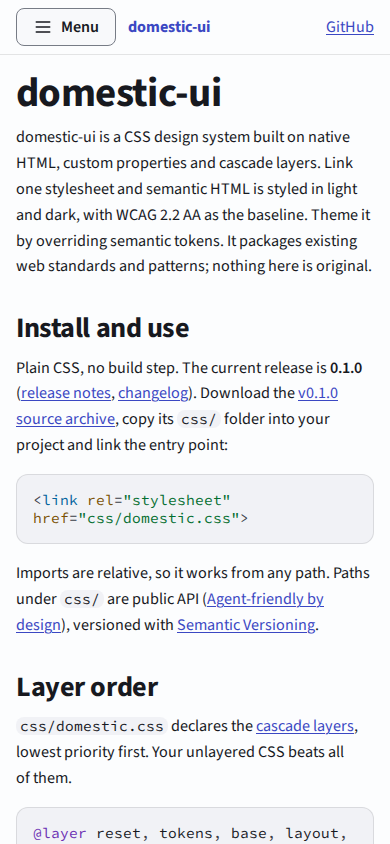 Menu domestic-ui GitHub
domestic-ui
domestic-ui is a CSS design system built on native
HTML, custom properties and cascade layers. Link
one stylesheet and semantic HTML is styled in light
and dark, with WCAG 2.2 AA as the baseline. Theme it
by overriding semantic tokens. It packages existing
web standards and patterns; nothing here is original.
Install and use
Plain CSS, no build step. The current release is 0.1.0
(release notes, changelog). Download the v0.1.0
source archive, copy its css/ folder into your
project and link the entry point:
<link rel="stylesheet"
href="css/domestic.css">
Imports are relative, so it works from any path. Paths
under css/ are public API (Agent-friendly by
design), versioned with Semantic Versioning.
Layer order
css/domestic.css declares the cascade layers,
lowest priority first. Your unlayered CSS beats all
of them.
@layer reset, tokens, base, layout,